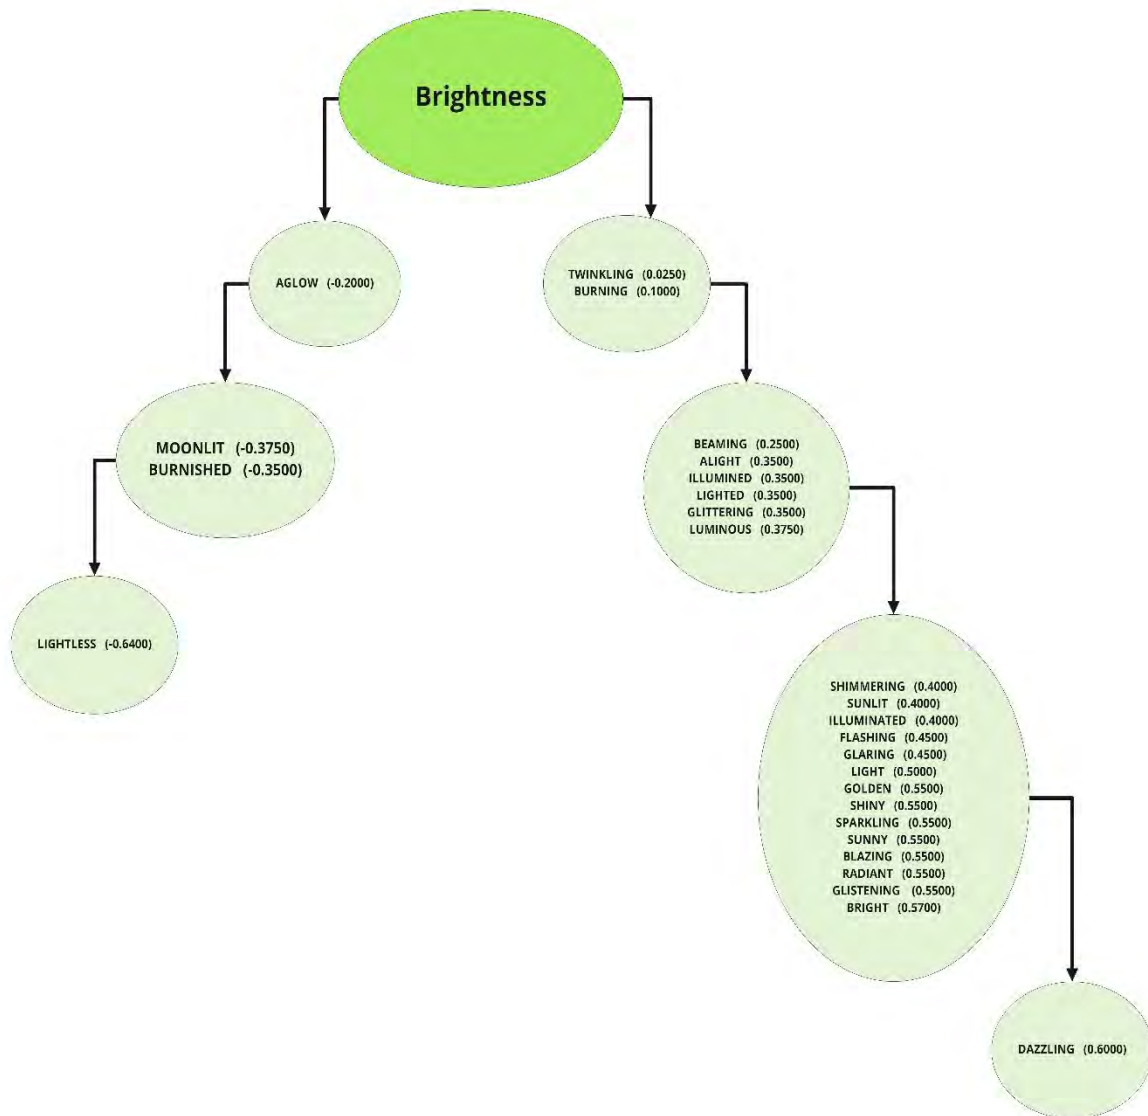 Brightness
AGLOW (-0.2000)
TWINKLING (0.0250)
BURNING (0.1000)
MOONLIT (-0.3750)
BURNISHED (-0.3500)
BEAMING (0.2500)
ALIGHT (0.3500)
ILLUMINED (0.3500)
LIGHTED (0.3500)
GLITTERING (0.3500)
LUMINOUS (0.3750)
LIGHTLESS (-0.6400)
SHIMMERING (0.4000)
SUNLIT (0.4000)
ILLUMINATED (0.4000)
FLASHING (0.4500)
GLARING (0.4500)
LIGHT (0.5000)
GOLDEN (0.5500)
SHINY (0.5500)
SPARKLING (0.5500)
SUNNY (0.5500)
BLAZING (0.5500)
RADIANT (0.5500)
GLISTENING (0.5500)
BRIGHT (0.5700)
DAZZLING (0.6000)